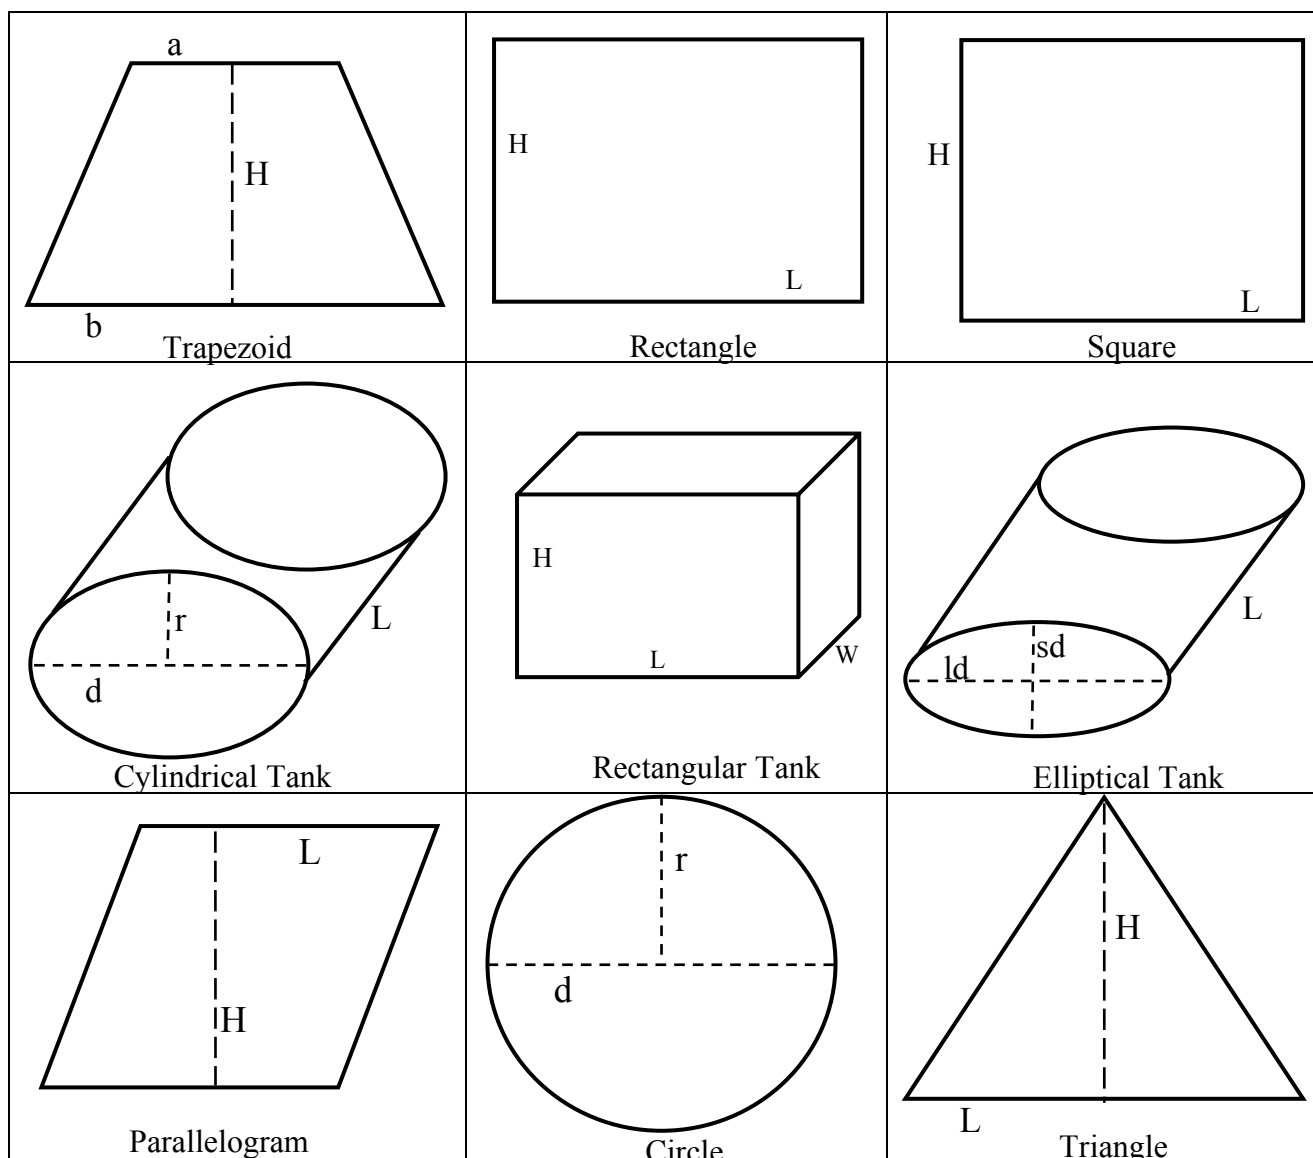 a
H
b
Trapezoid
H
L
Rectangle
H
L
Square
r
L
d
Cylindrical Tank
H
L
W
Rectangular Tank
sd
ld
L
Elliptical Tank
L
H
Parallelogram
r
d
Circle
H
L
Triangle